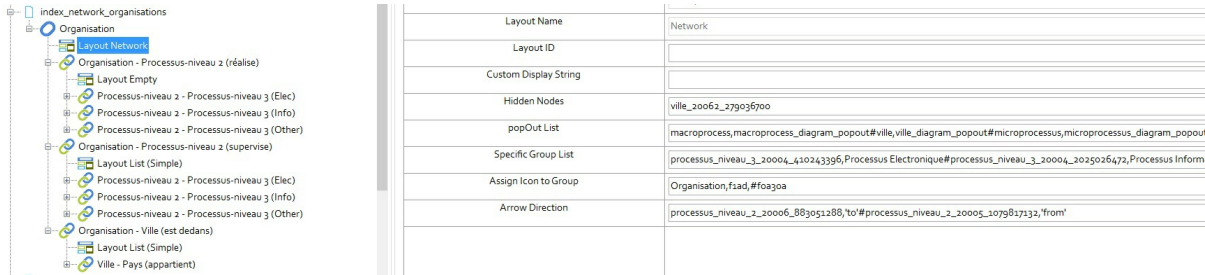 index_network_organisations
Organisation
Layout Network
Organisation - Processus-niveau 2 (réalise)
Layout Empty
Processus-niveau 2 - Processus-niveau 3 (Elec)
Processus-niveau 2 - Processus-niveau 3 (Info)
Processus-niveau 2 - Processus-niveau 3 (Other)
Organisation - Processus-niveau 2 (supervise)
Layout List (Simple)
Processus-niveau 2 - Processus-niveau 3 (Elec)
Processus-niveau 2 - Processus-niveau 3 (Info)
Processus-niveau 2 - Processus-niveau 3 (Other)
Organisation - Ville (est dedans)
Layout List (Simple)
Ville - Pays (appartient)
Layout Name
Network
Layout ID
Custom Display String
Hidden Nodes
ville_20062_279036700
popOut List
macroprocess,macroprocess_diagram_popout#ville,ville_diagram_popout#microprocessus,microprocessus_diagram_popout
Specific Group List
processus_niveau_3_20004_410243396,Processus Electronique#processus_niveau_3_20004_2025026472,Processus Informa
Assign Icon to Group
Organisation,f1ad,#f0a30a
Arrow Direction
processus_niveau_2_20006_883051288,'to'#processus_niveau_2_20005_1079817132,'from'